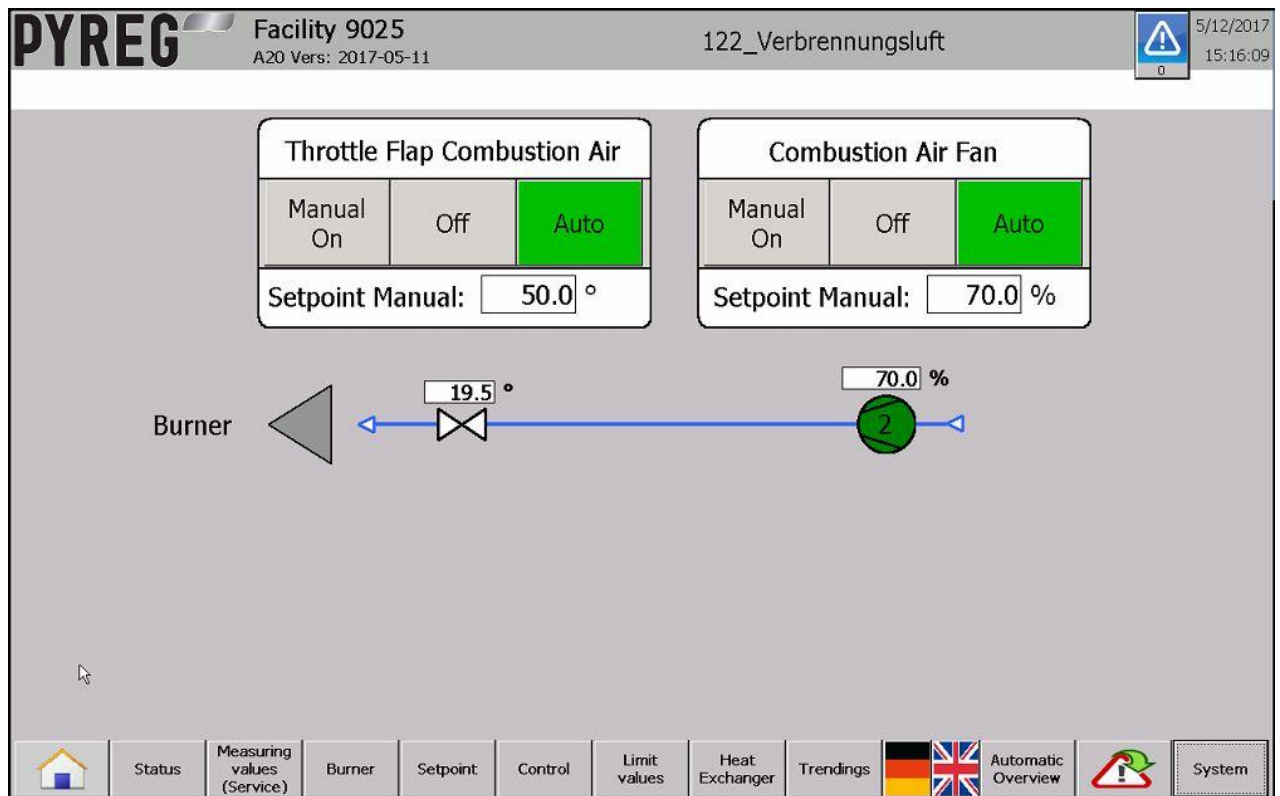 PYREG
Facility 9025
A20 Vers: 2017-05-11
122_Verbrennungsluft
0
5/12/2017
15:16:09
Throttle Flap Combustion Air
Manual
On
Off
Auto
Setpoint Manual: 50.0 °
Combustion Air Fan
Manual
On
Off
Auto
Setpoint Manual: 70.0 %
19.5 °
70.0 %
Burner
2
Status
Measuring
values
(Service)
Burner
Setpoint
Control
Limit
values
Heat
Exchanger
Trendings
Automatic
Overview
System